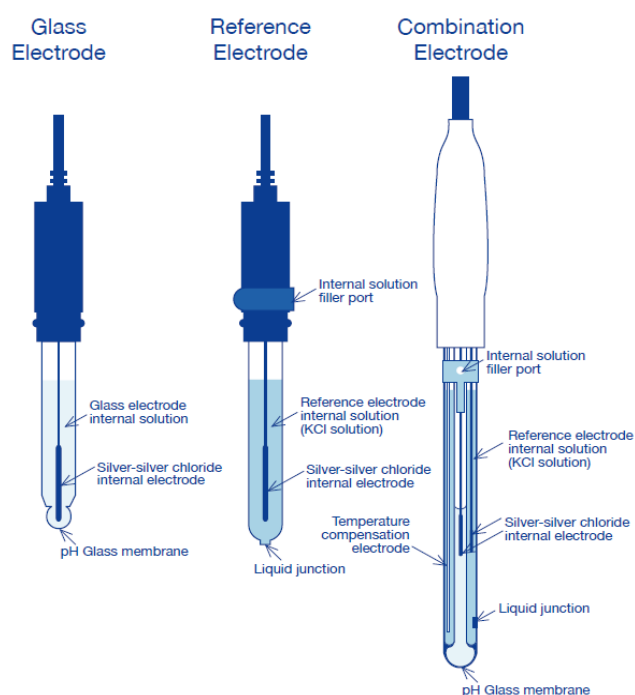 Glass
Electrode
Reference
Electrode
Combination
Electrode
Internal solution
filler port
Internal solution
filler port
Glass electrode
internal solution
Reference electrode
internal solution
(KCl solution)
Reference electrode
internal solution
(KCl solution)
Silver-silver chloride
internal electrode
Silver-silver chloride
internal electrode
Temperature
compensation
electrode
Silver-silver chloride
internal electrode
pH Glass membrane
Liquid junction
Liquid junction
pH Glass membrane